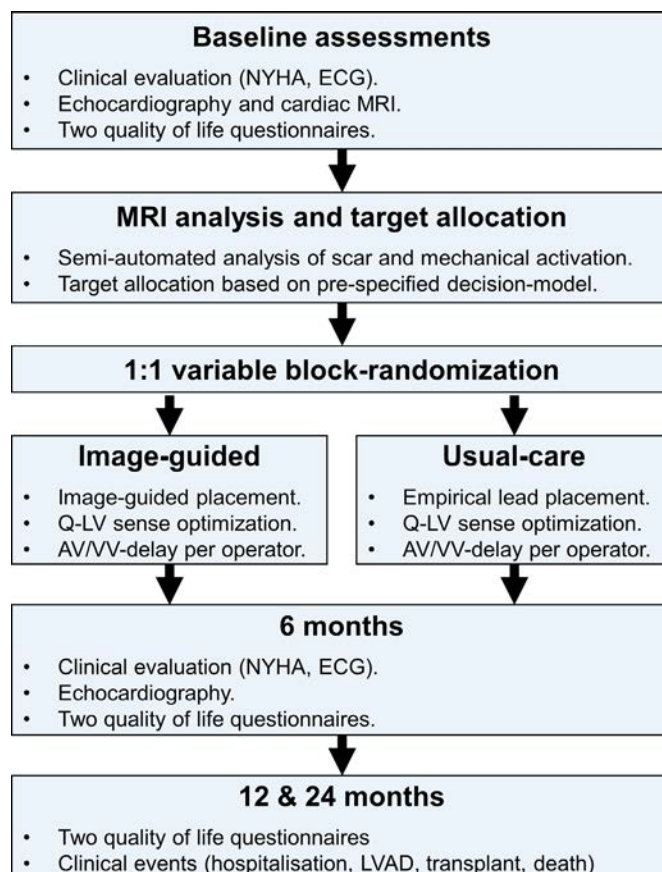 Baseline assessments
• Clinical evaluation (NYHA, ECG).
• Echocardiography and cardiac MRI.
• Two quality of life questionnaires.
MRI analysis and target allocation
• Semi-automated analysis of scar and mechanical activation.
• Target allocation based on pre-specified decision-model.
1:1 variable block-randomization
Image-guided
• Image-guided placement.
• Q-LV sense optimization.
• AV/VV-delay per operator.
Usual-care
• Empirical lead placement.
• Q-LV sense optimization.
• AV/VV-delay per operator.
6 months
• Clinical evaluation (NYHA, ECG).
• Echocardiography.
• Two quality of life questionnaires.
12 & 24 months
• Two quality of life questionnaires
• Clinical events (hospitalisation, LVAD, transplant, death)